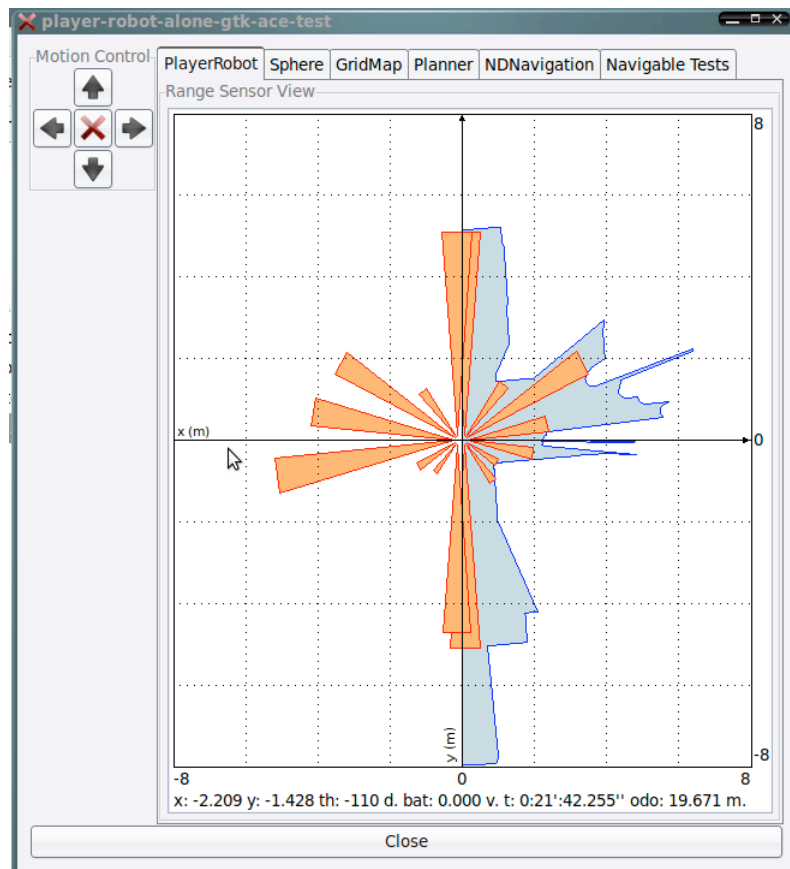 player-robot-alone-gtk-ace-test
Motion Control
PlayerRobot Sphere GridMap Planner NDNavigation Navigable Tests
Range Sensor View
8
x (m)
0
y (m)
-8
-8 0 8
x: -2.209 y: -1.428 th: -110 d. bat: 0.000 v. t: 0:21':42.255'' odo: 19.671 m.
Close